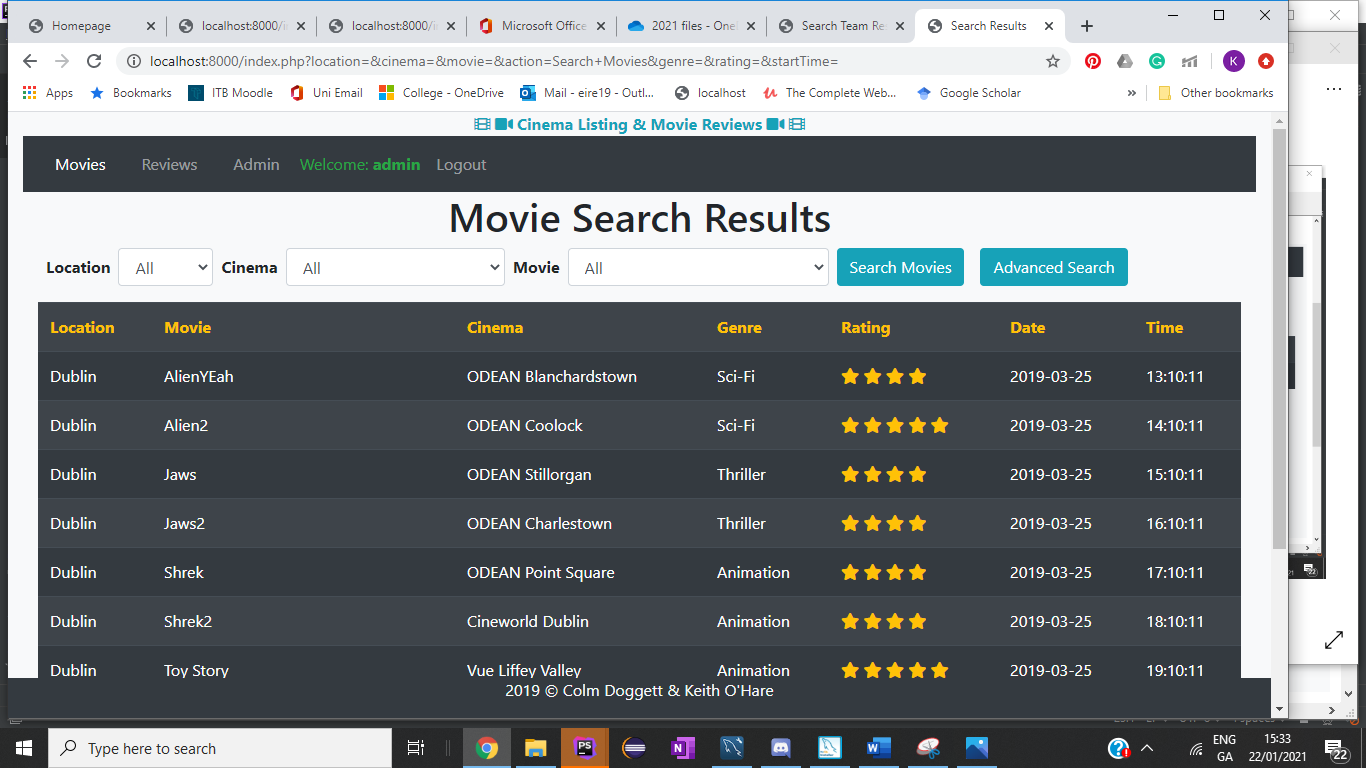 Homepage
localhost:8000/i
localhost:8000/i
Microsoft Office
2021 files - One
Search Team Re
Search Results
localhost:8000/index.php?location=&cinema=&movie=&action=Search+Movies&genre=&rating=&startTime=
K
Apps
Bookmarks
ITB Moodle
Uni Email
College - OneDrive
Mail - eire19 - Outl...
localhost
The Complete Web...
Google Scholar
»
Other bookmarks
Cinema Listing & Movie Reviews
Movies Reviews Admin Welcome: admin Logout
Movie Search Results
Location All Cinema All Movie All Search Movies Advanced Search
Location Movie Cinema Genre Rating Date Time
Dublin AlienYEah ODEAN Blanchardstown Sci-Fi 2019-03-25 13:10:11
Dublin Alien2 ODEAN Coolock Sci-Fi 2019-03-25 14:10:11
Dublin Jaws ODEAN Stillorgan Thriller 2019-03-25 15:10:11
Dublin Jaws2 ODEAN Charlestown Thriller 2019-03-25 16:10:11
Dublin Shrek ODEAN Point Square Animation 2019-03-25 17:10:11
Dublin Shrek2 Cineworld Dublin Animation 2019-03-25 18:10:11
Dublin Toy Story Vue Liffey Valley Animation 2019-03-25 19:10:11
2019 © Colm Doggett & Keith O'Hare
Type here to search
PS
N
W
ENG
GA
15:33
22/01/2021
22